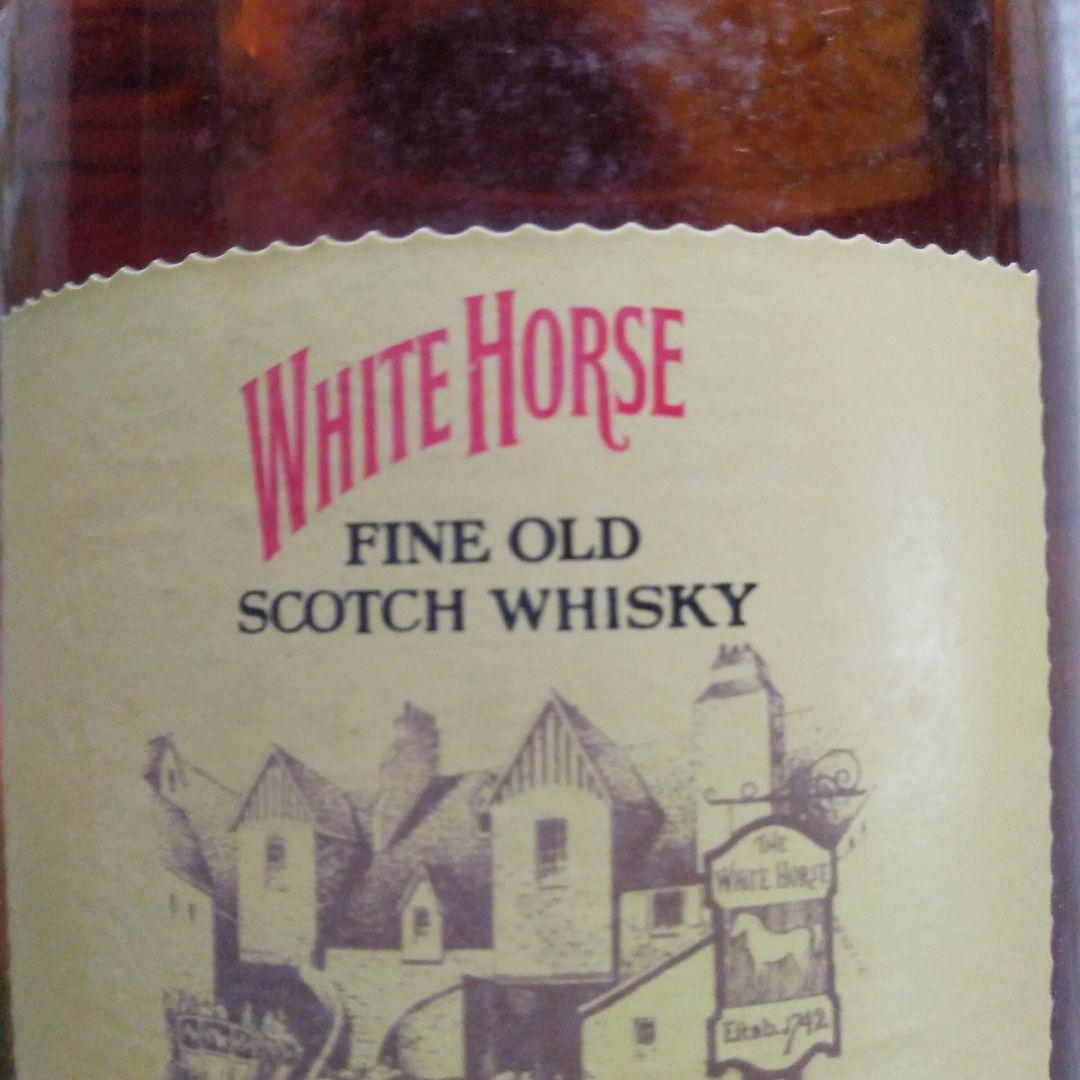 WHITE HORSE
FINE OLD
SCOTCH WHISKY
THE
WHITE HORSE
Estab. 1742